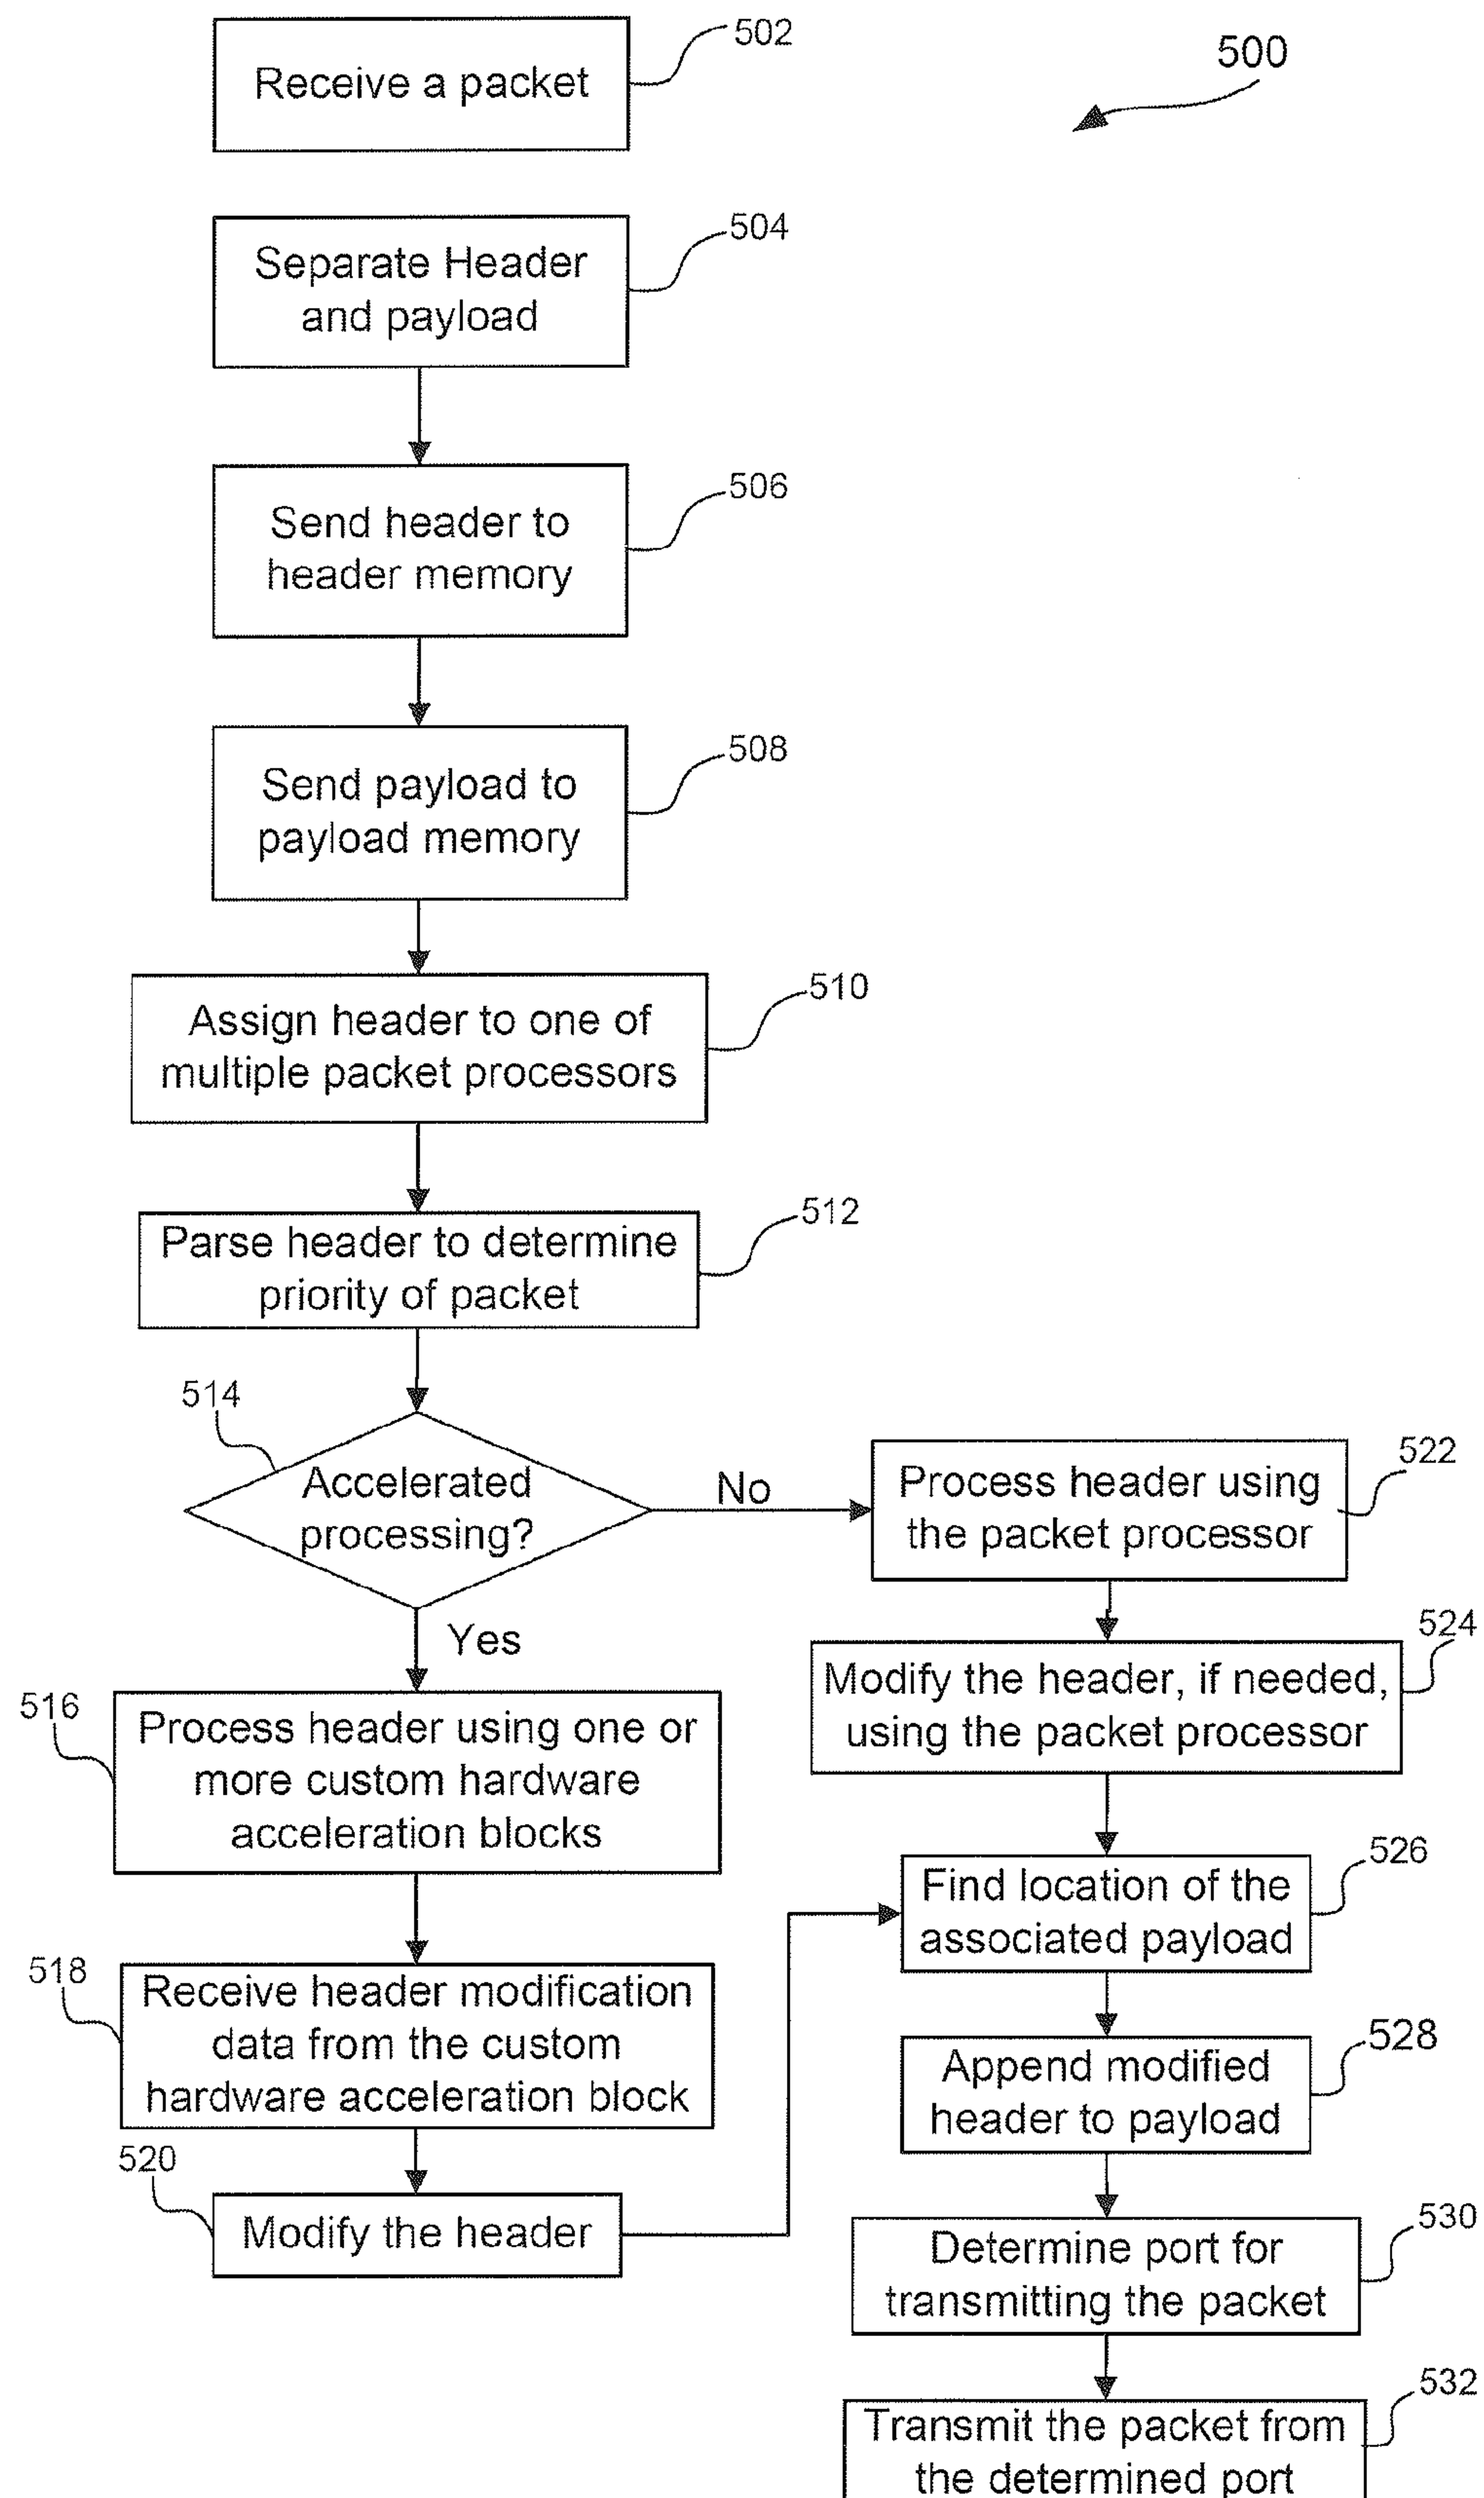 502
500
Receive a packet
504
Separate Header
and payload
506
Send header to
header memory
508
Send payload to
payload memory
510
Assign header to one of
multiple packet processors
512
Parse header to determine
priority of packet
514
Accelerated
processing?
No
Yes
522
Process header using
the packet processor
524
Modify the header, if needed,
using the packet processor
516
Process header using one or
more custom hardware
acceleration blocks
518
Receive header modification
data from the custom
hardware acceleration block
520
Modify the header
526
Find location of the
associated payload
528
Append modified
header to payload
530
Determine port for
transmitting the packet
532
Transmit the packet from
the determined port